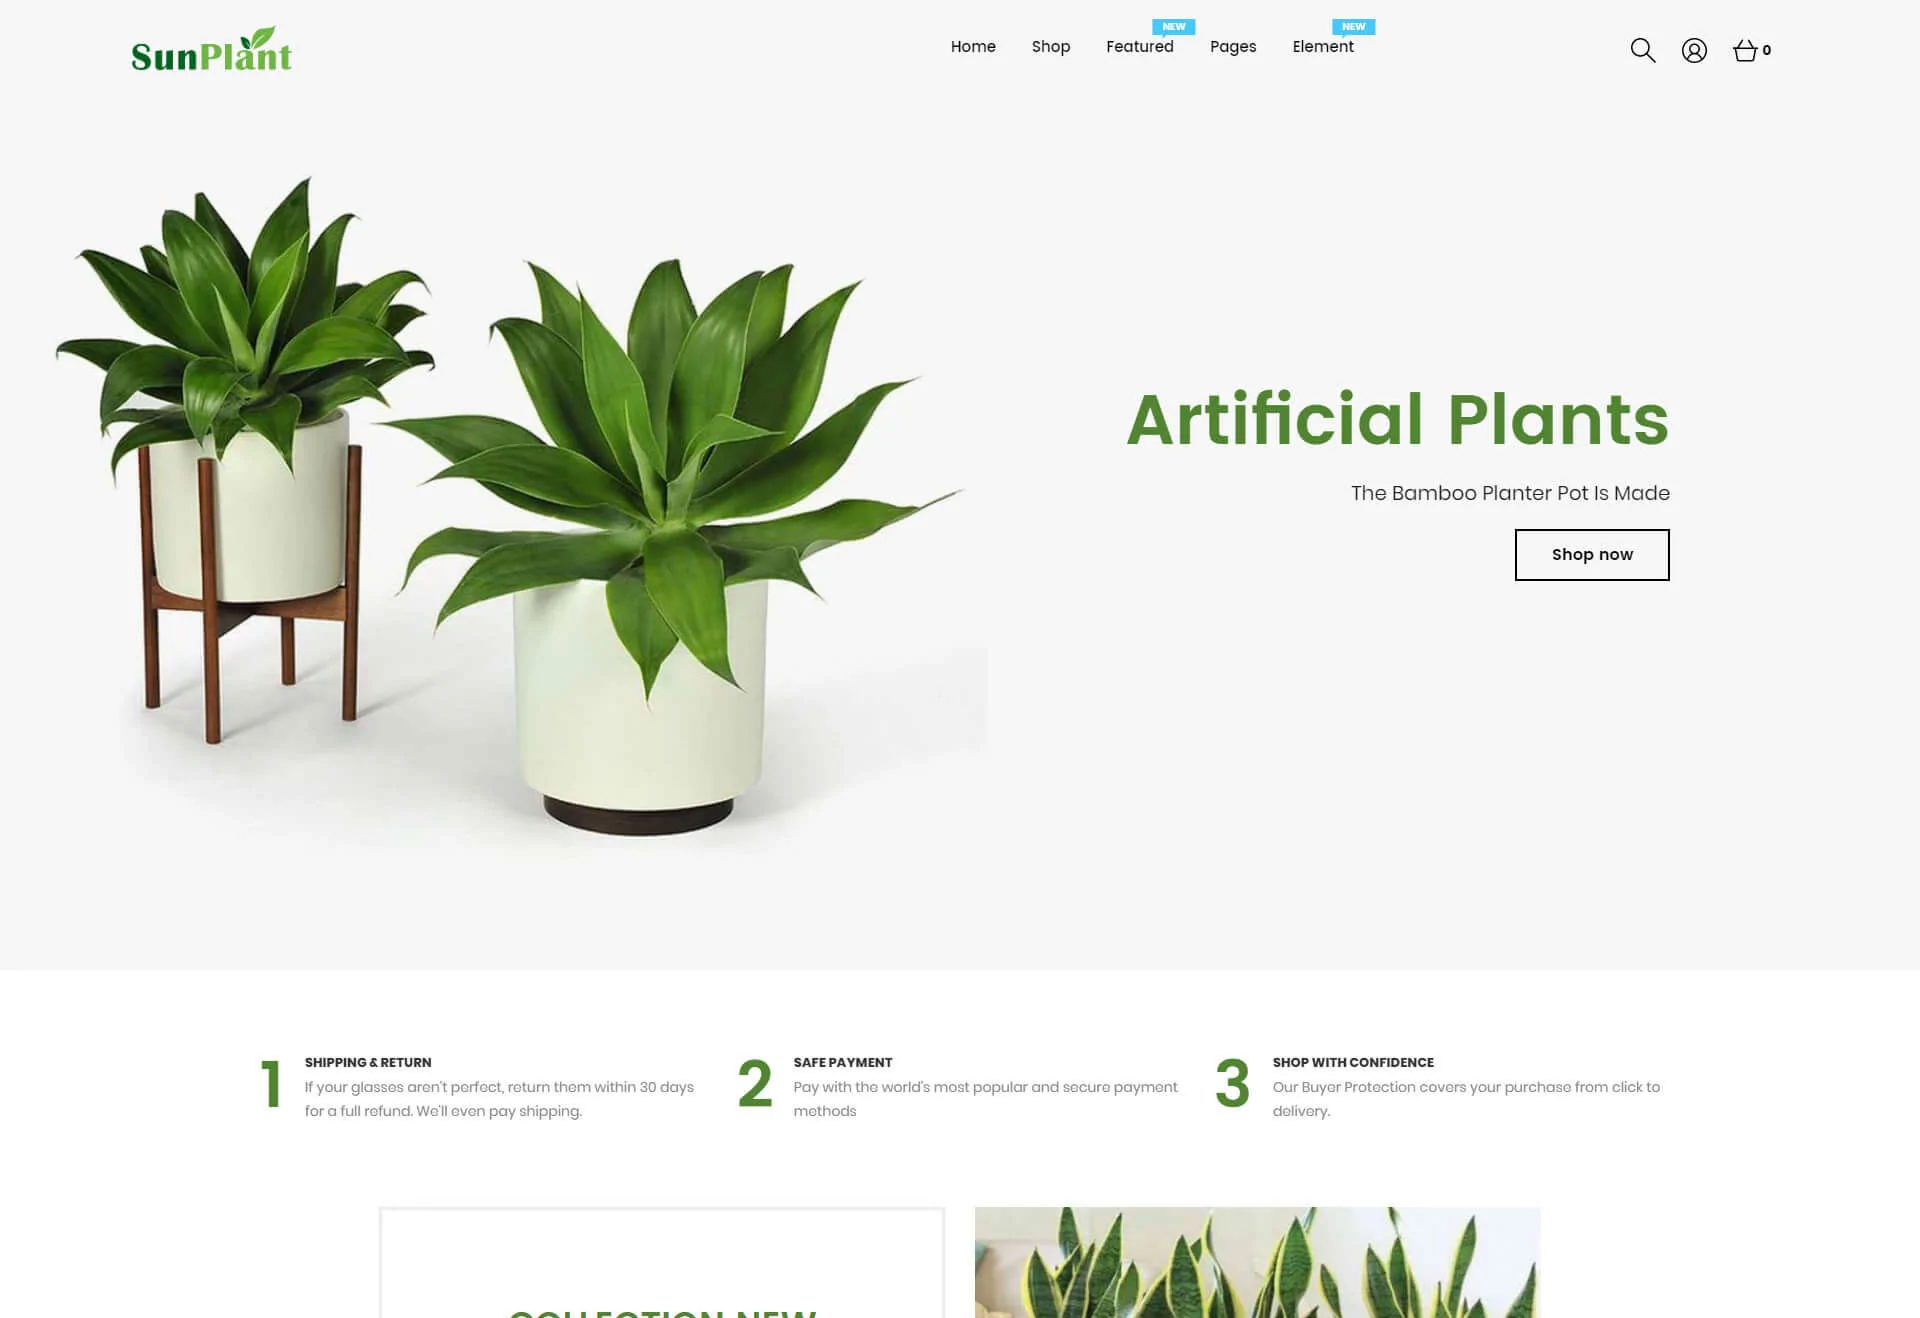 SunPlant
Home Shop Featured NEW Pages Element NEW
0
Artificial Plants
The Bamboo Planter Pot Is Made
Shop now
1
SHIPPING & RETURN
If your glasses aren't perfect, return them within 30 days
for a full refund. We'll even pay shipping.
2
SAFE PAYMENT
Pay with the world's most popular and secure payment
methods
3
SHOP WITH CONFIDENCE
Our Buyer Protection covers your purchase from click to
delivery.
COLLECTION NEW